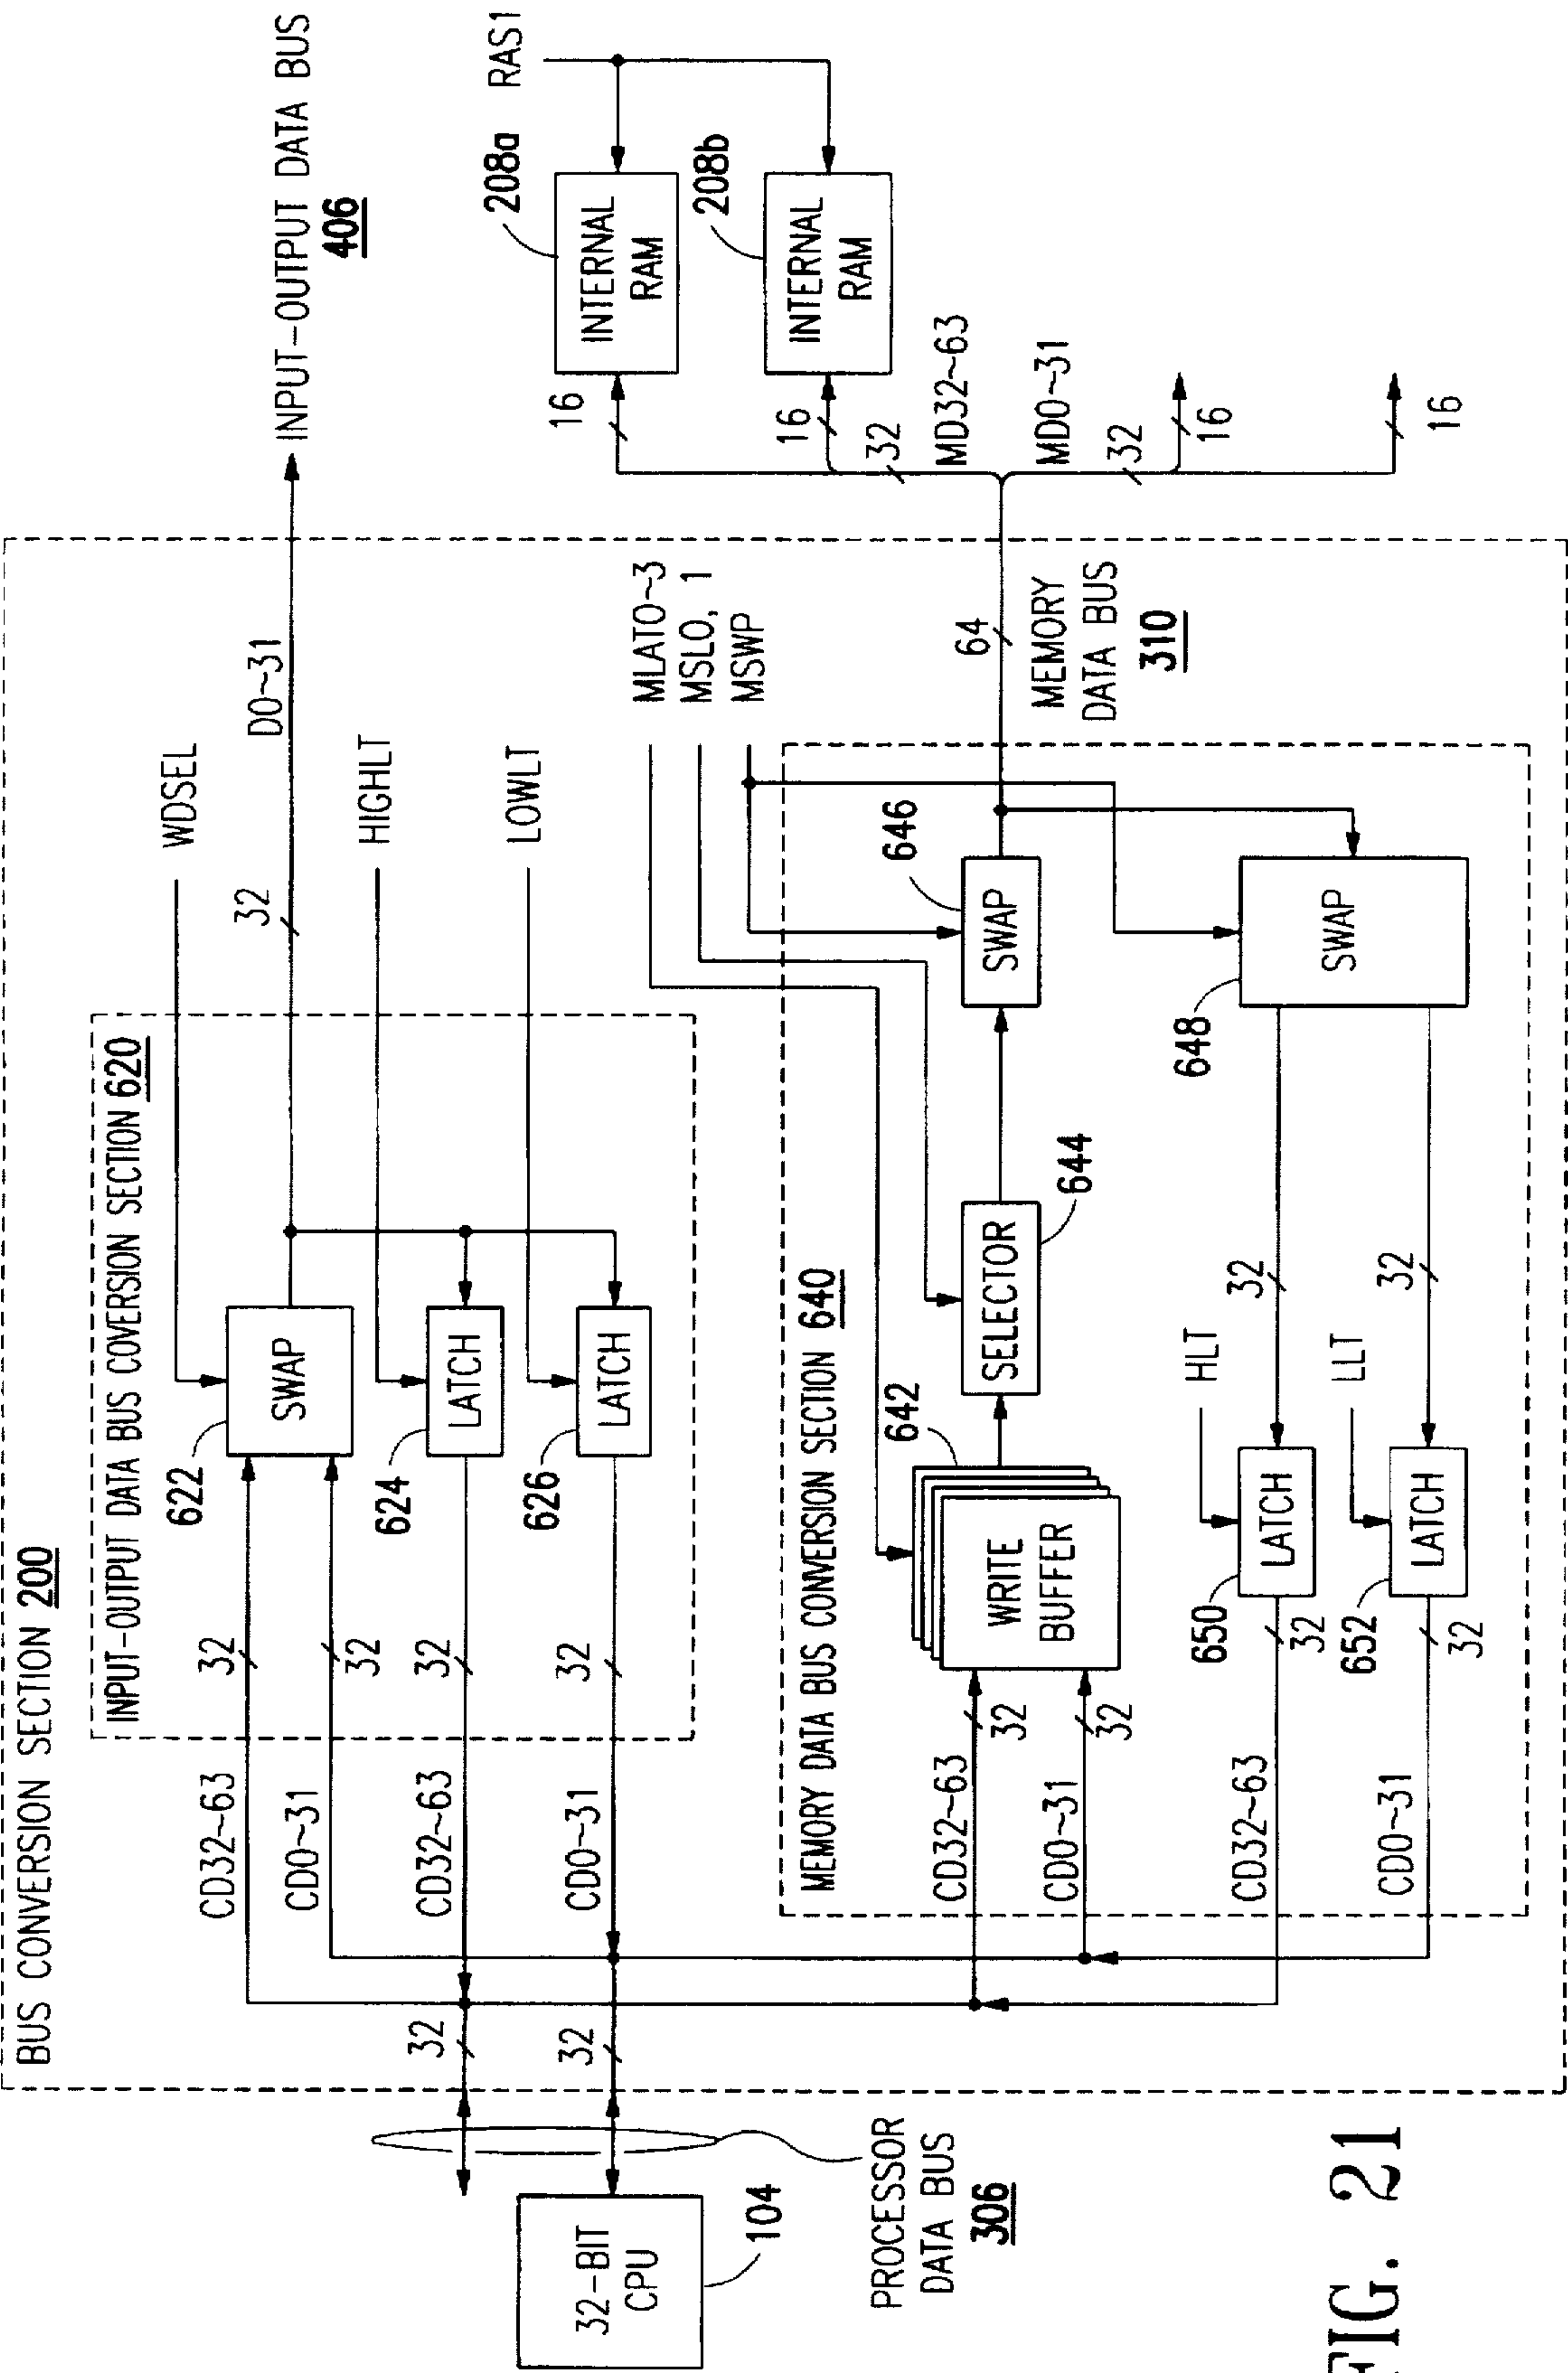 BUS CONVERSION SECTION 200
INPUT-OUTPUT DATA BUS COVERSION SECTION 620
WDSEL
HIGHLT
LOWLT
D0~31
32
INPUT-OUTPUT DATA BUS
406
CD32~63
32
622
SWAP
CD0~31
32
CD32~63
32
624
LATCH
CD0~31
32
626
LATCH
32
32
32-BIT
CPU
104
PROCESSOR
DATA BUS
306
MEMORY DATA BUS CONVERSION SECTION 640
MLAT0~3
MSL0, 1
MSWP
CD32~63
32
CD0~31
32
642
WRITE
BUFFER
SELECTOR
644
646
SWAP
64
MEMORY
DATA BUS
310
648
SWAP
32
32
HLT
650
LATCH
32
CD32~63
LLT
652
LATCH
32
CD0~31
RAS1
208a
INTERNAL
RAM
16
208b
INTERNAL
RAM
16
32
MD32~63
MD0~31
32
16
16
FIG. 21